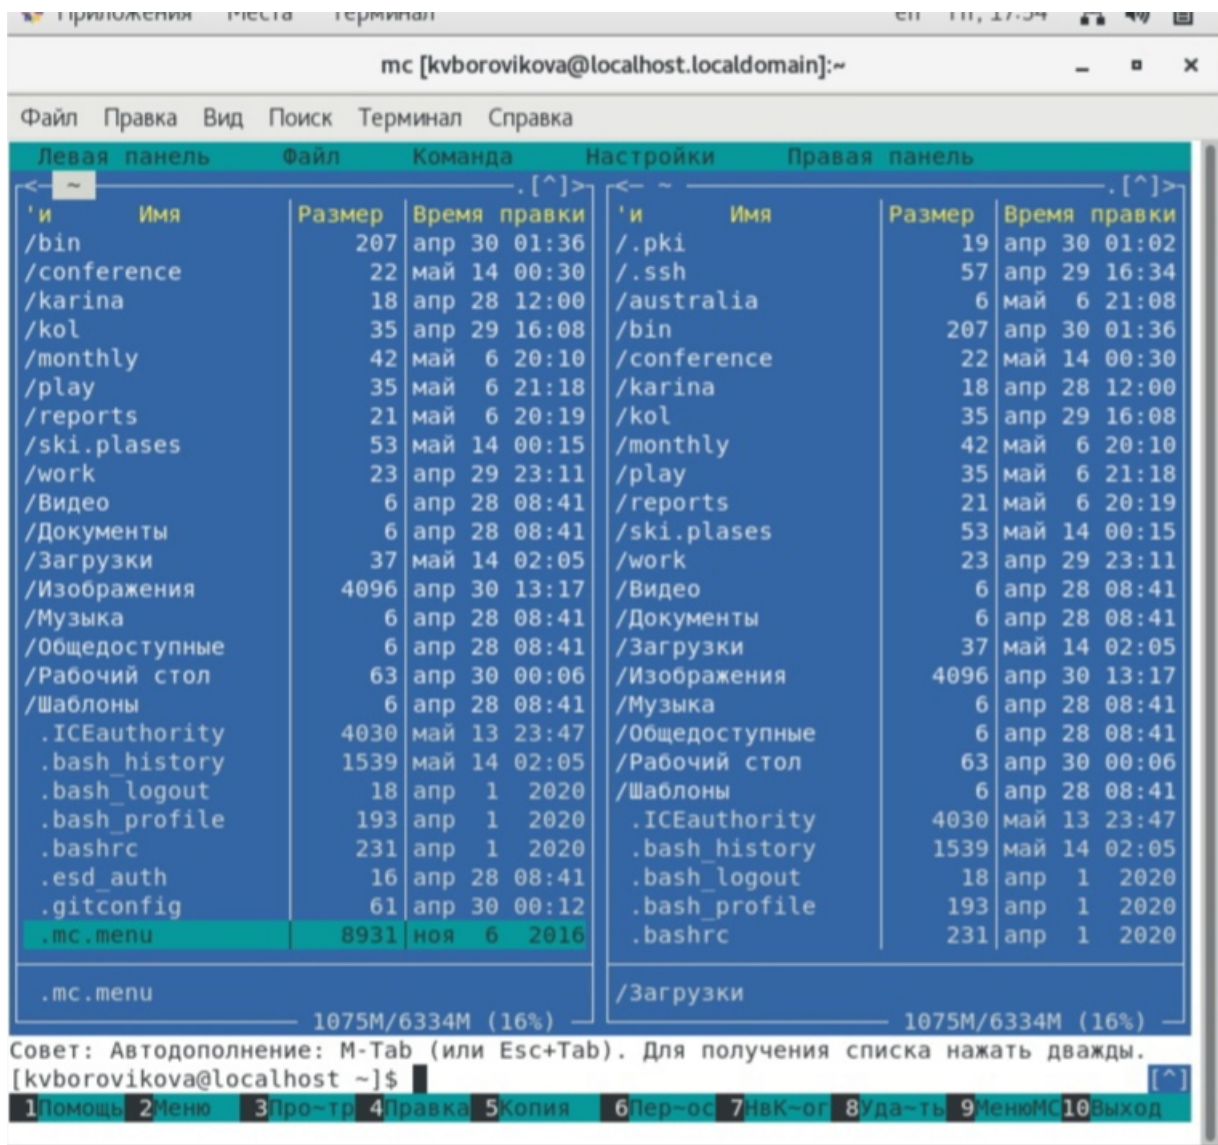 Приложения Места Терминал en Пт, 17:54
mc [kvborovikova@localhost.localdomain]:~
Файл Правка Вид Поиск Терминал Справка
Левая панель Файл Команда Настройки Правая панель
<— ~ .[^]> <— ~ .[^]>
'и Имя Размер Время правки 'и Имя Размер Время правки
/bin 207 апр 30 01:36 /.pki 19 апр 30 01:02
/conference 22 май 14 00:30 /.ssh 57 апр 29 16:34
/karina 18 апр 28 12:00 /australia 6 май 6 21:08
/kol 35 апр 29 16:08 /bin 207 апр 30 01:36
/monthly 42 май 6 20:10 /conference 22 май 14 00:30
/play 35 май 6 21:18 /karina 18 апр 28 12:00
/reports 21 май 6 20:19 /kol 35 апр 29 16:08
/ski.plases 53 май 14 00:15 /monthly 42 май 6 20:10
/work 23 апр 29 23:11 /play 35 май 6 21:18
/Видео 6 апр 28 08:41 /reports 21 май 6 20:19
/Документы 6 апр 28 08:41 /ski.plases 53 май 14 00:15
/Загрузки 37 май 14 02:05 /work 23 апр 29 23:11
/Изображения 4096 апр 30 13:17 /Видео 6 апр 28 08:41
/Музыка 6 апр 28 08:41 /Документы 6 апр 28 08:41
/Общедоступные 6 апр 28 08:41 /Загрузки 37 май 14 02:05
/Рабочий стол 63 апр 30 00:06 /Изображения 4096 апр 30 13:17
/Шаблоны 6 апр 28 08:41 /Музыка 6 апр 28 08:41
.ICEauthority 4030 май 13 23:47 /Общедоступные 6 апр 28 08:41
.bash_history 1539 май 14 02:05 /Рабочий стол 63 апр 30 00:06
.bash_logout 18 апр 1 2020 /Шаблоны 6 апр 28 08:41
.bash_profile 193 апр 1 2020 .ICEauthority 4030 май 13 23:47
.bashrc 231 апр 1 2020 .bash_history 1539 май 14 02:05
.esd_auth 16 апр 28 08:41 .bash_logout 18 апр 1 2020
.gitconfig 61 апр 30 00:12 .bash_profile 193 апр 1 2020
.mc.menu 8931 ноя 6 2016 .bashrc 231 апр 1 2020
.mc.menu /Загрузки
1075M/6334M (16%) 1075M/6334M (16%)
Совет: Автодополнение: M-Tab (или Esc+Tab). Для получения списка нажать дважды.
[kvborovikova@localhost ~]$ [^]
1Помощь 2Меню 3Про~тр 4Правка 5Копия 6Пер~ос 7НвК~ог 8Уда~ть 9МенюМС 10Выход